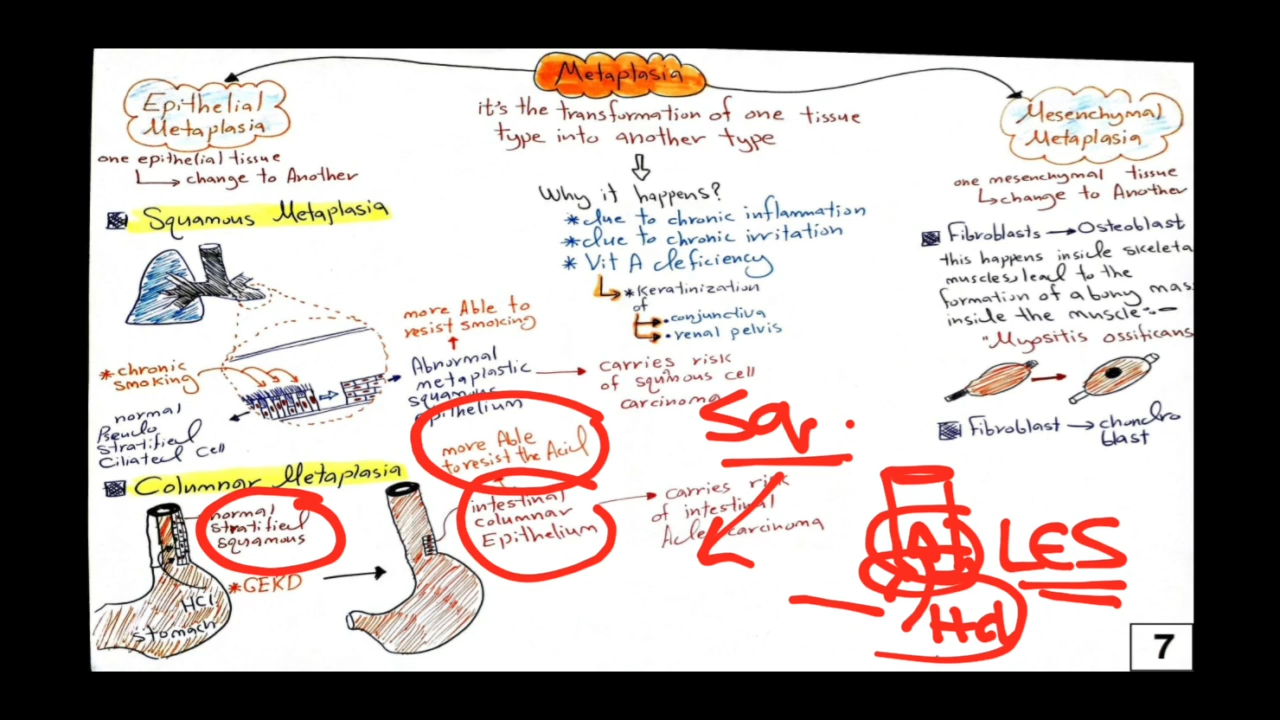 Metaplasia
it's the transformation of one tissue
type into another type
Why it happens?
*due to chronic inflammation
*due to chronic irritation
* Vit A deficiency
*Keratinization
of
• conjunctiva
• renal pelvis
Epithelial
Metaplasia
one epithelial tissue
change to Another
Squamous Metaplasia
*chronic
smoking
normal
Pseudo
stratified
Ciliated Cell
more Able to
resist smoking
Abnormal
metaplastic
squamous
epithelium
carries risk
of squmous cell
carcinoma
Columnar Metaplasia
normal
stratified
squamous
HCl
stomach
*GERD
more Able
to resist the Acid
intestinal
columnar
Epithelium
carries risk
of intestinal
Adenocarcinoma
Mesenchymal
Metaplasia
one mesenchymal tissue
change to Another
Fibroblasts → Osteoblast
this happens inside skeleta
muscles, lead to the
formation of a bony mas
inside the muscle
"Myositis ossificans
Fibroblast → chondro
blast
Sqr.
LES
Hcl
7